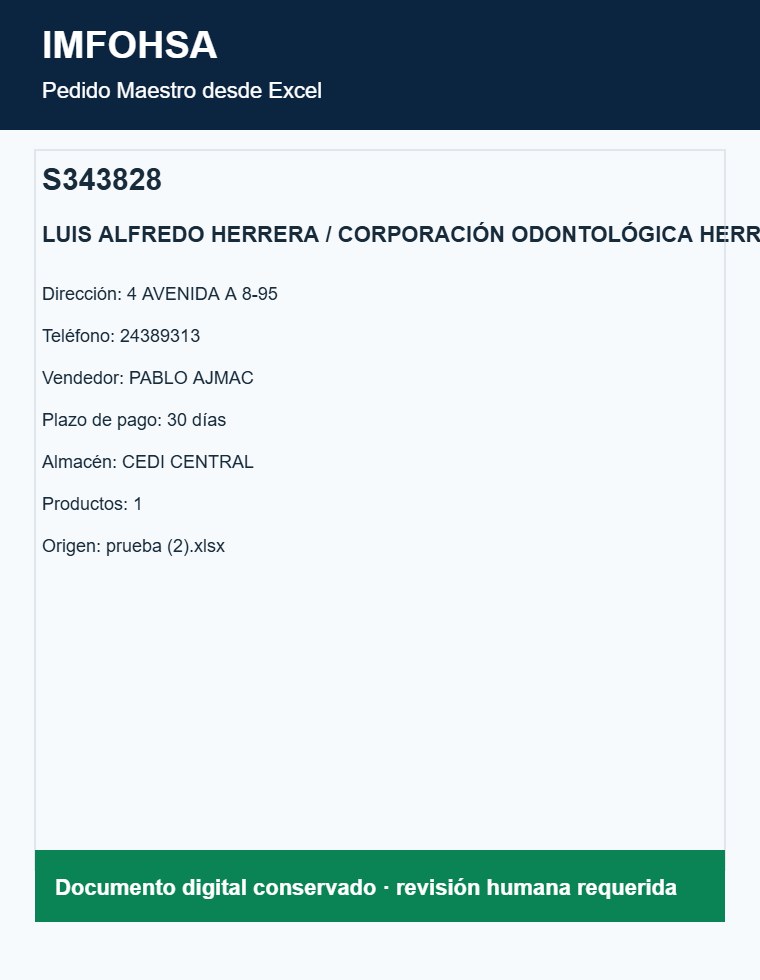 IMFOHSA
Pedido Maestro desde Excel
S343828
LUIS ALFREDO HERRERA / CORPORACIÓN ODONTOLÓGICA HERR
Dirección: 4 AVENIDA A 8-95
Teléfono: 24389313
Vendedor: PABLO AJMAC
Plazo de pago: 30 días
Almacén: CEDI CENTRAL
Productos: 1
Origen: prueba (2).xlsx
Documento digital conservado · revisión humana requerida